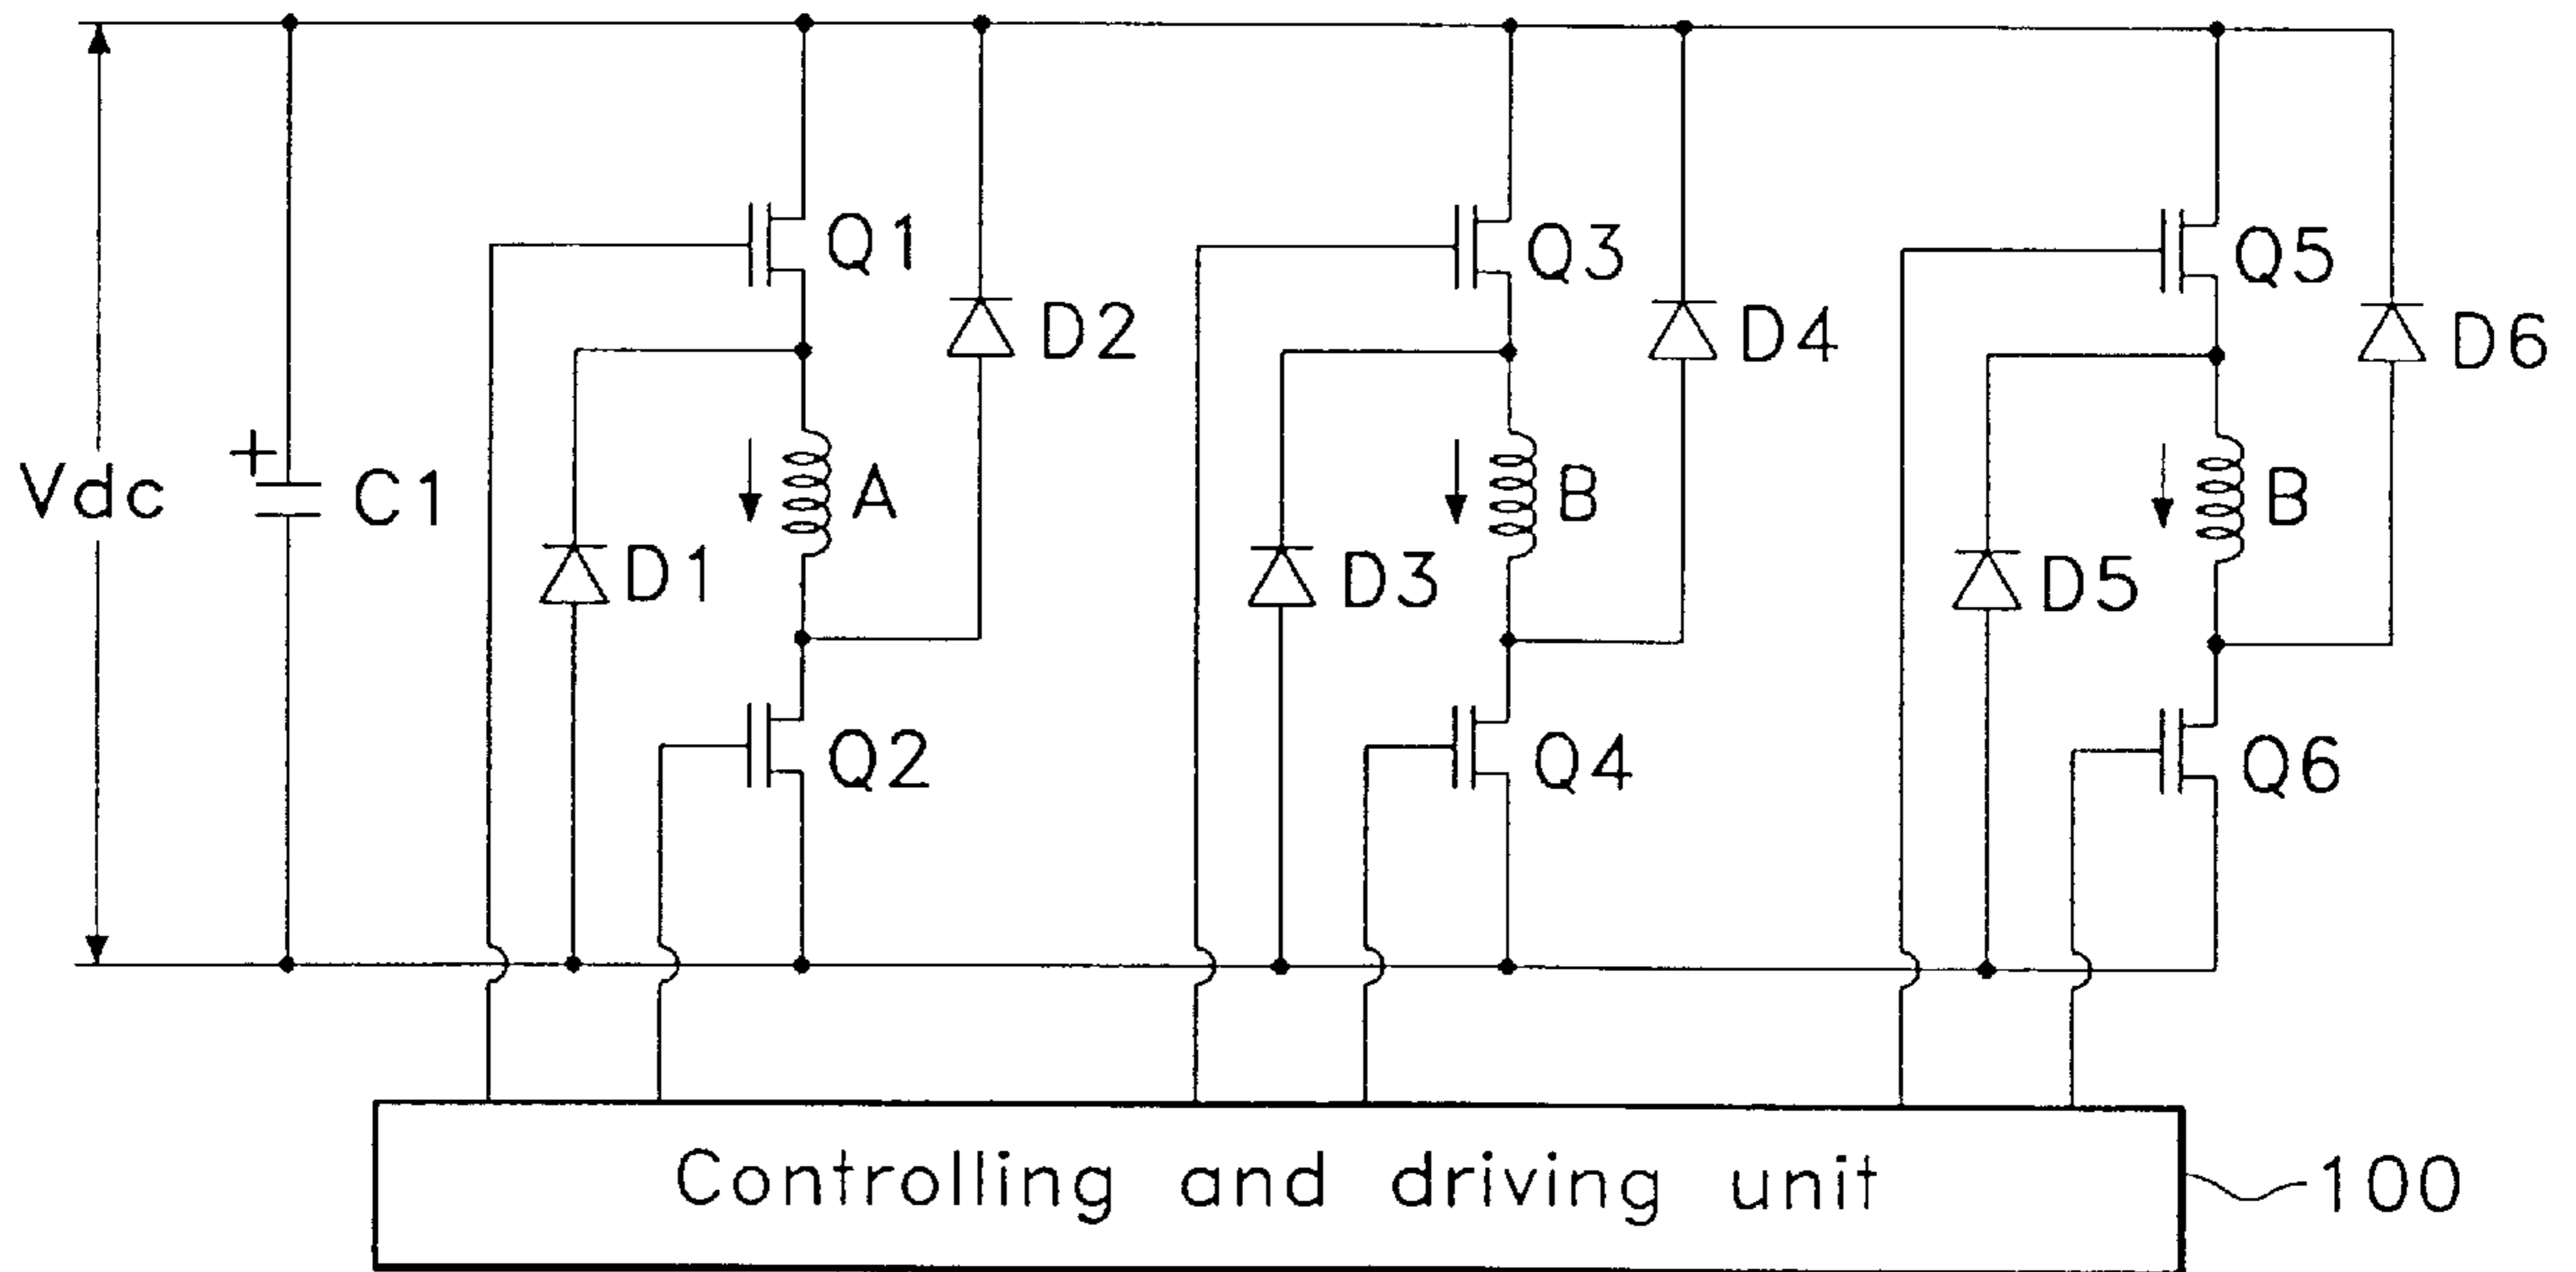 Q1
Q3
Q5
D2
D4
D6
Vdc
+
C1
A
B
B
D1
D3
D5
Q2
Q4
Q6
Controlling and driving unit
100